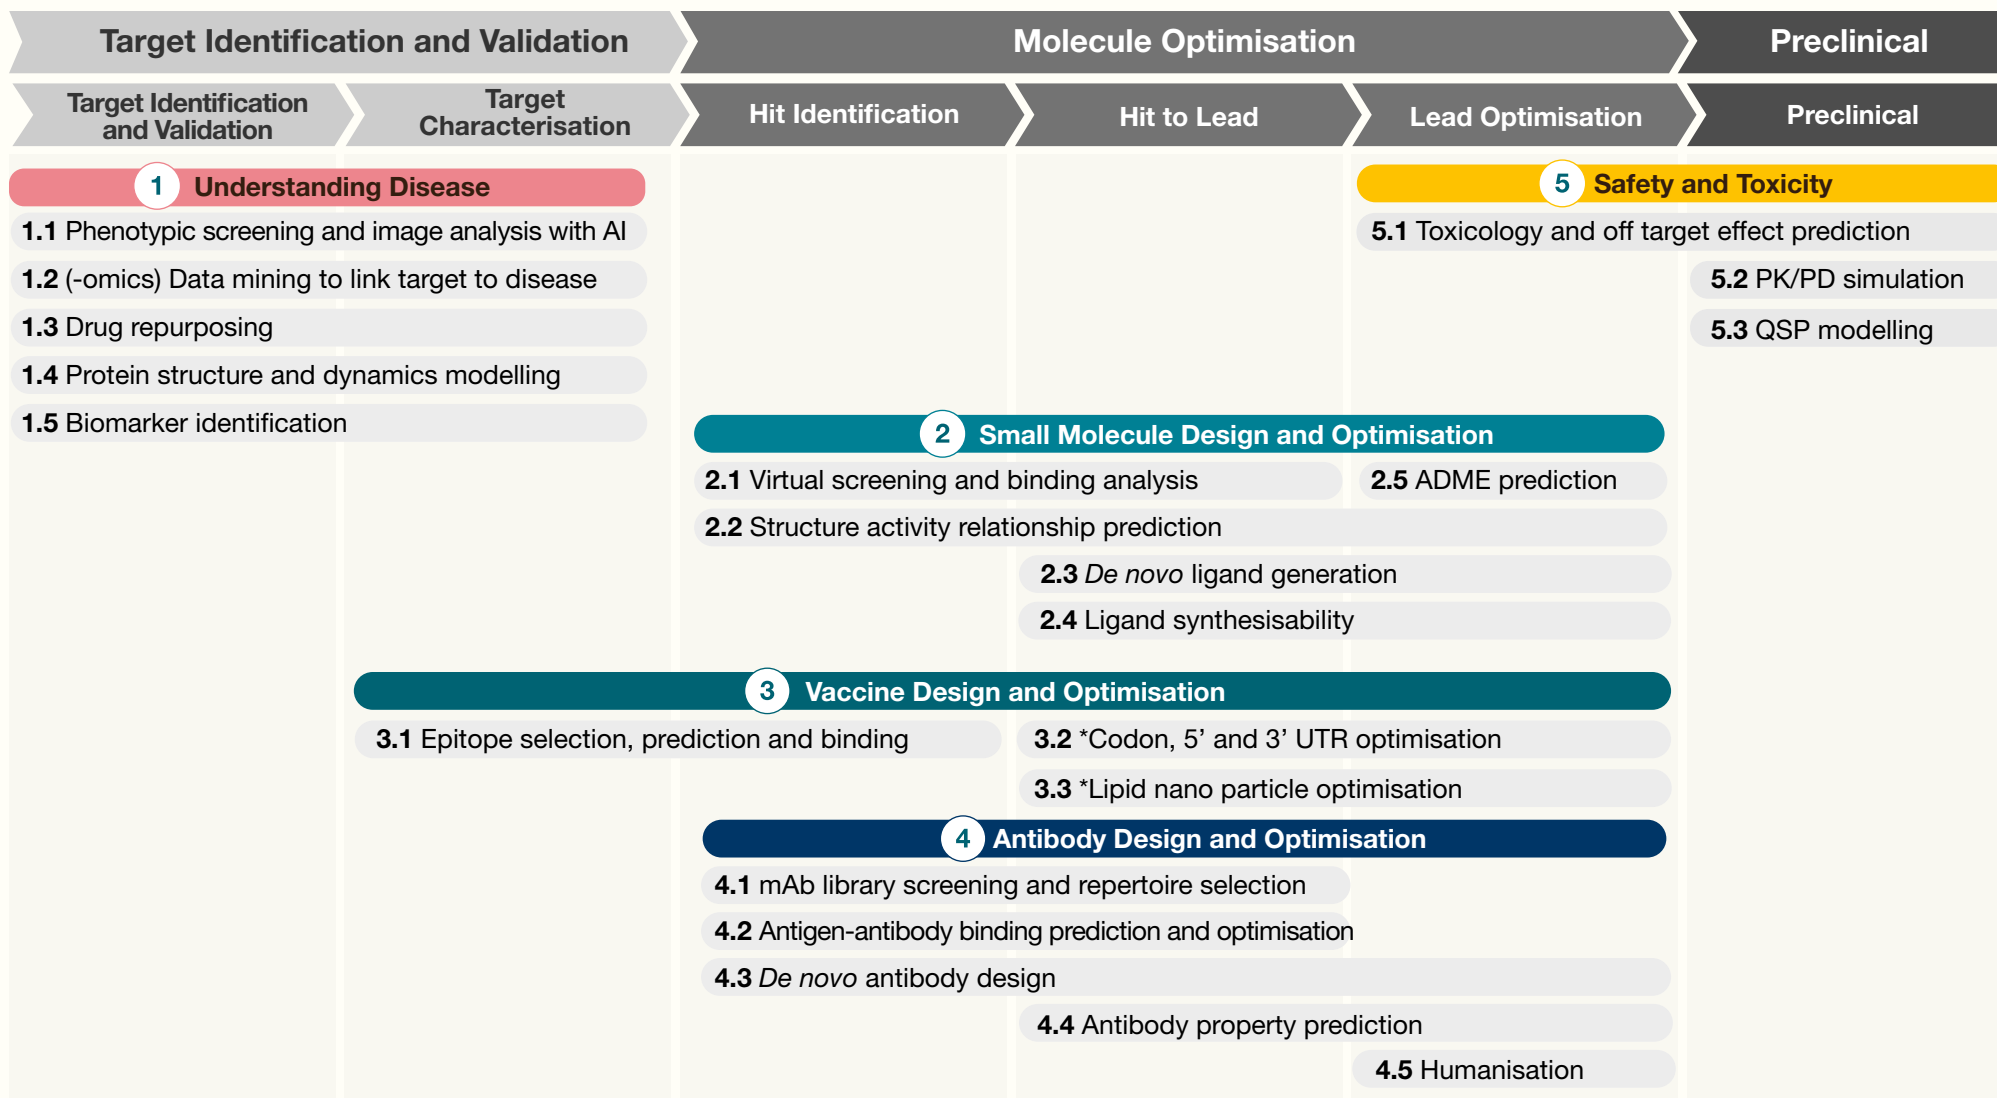 Target Identification and Validation
Molecule Optimisation
Preclinical
Target Identification
and Validation
Target
Characterisation
Hit Identification
Hit to Lead
Lead Optimisation
Preclinical
1 Understanding Disease
1.1 Phenotypic screening and image analysis with AI
1.2 (-omics) Data mining to link target to disease
1.3 Drug repurposing
1.4 Protein structure and dynamics modelling
1.5 Biomarker identification
5 Safety and Toxicity
5.1 Toxicology and off target effect prediction
5.2 PK/PD simulation
5.3 QSP modelling
2 Small Molecule Design and Optimisation
2.1 Virtual screening and binding analysis
2.5 ADME prediction
2.2 Structure activity relationship prediction
2.3 De novo ligand generation
2.4 Ligand synthesisability
3 Vaccine Design and Optimisation
3.1 Epitope selection, prediction and binding
3.2 *Codon, 5’ and 3’ UTR optimisation
3.3 *Lipid nano particle optimisation
4 Antibody Design and Optimisation
4.1 mAb library screening and repertoire selection
4.2 Antigen-antibody binding prediction and optimisation
4.3 De novo antibody design
4.4 Antibody property prediction
4.5 Humanisation